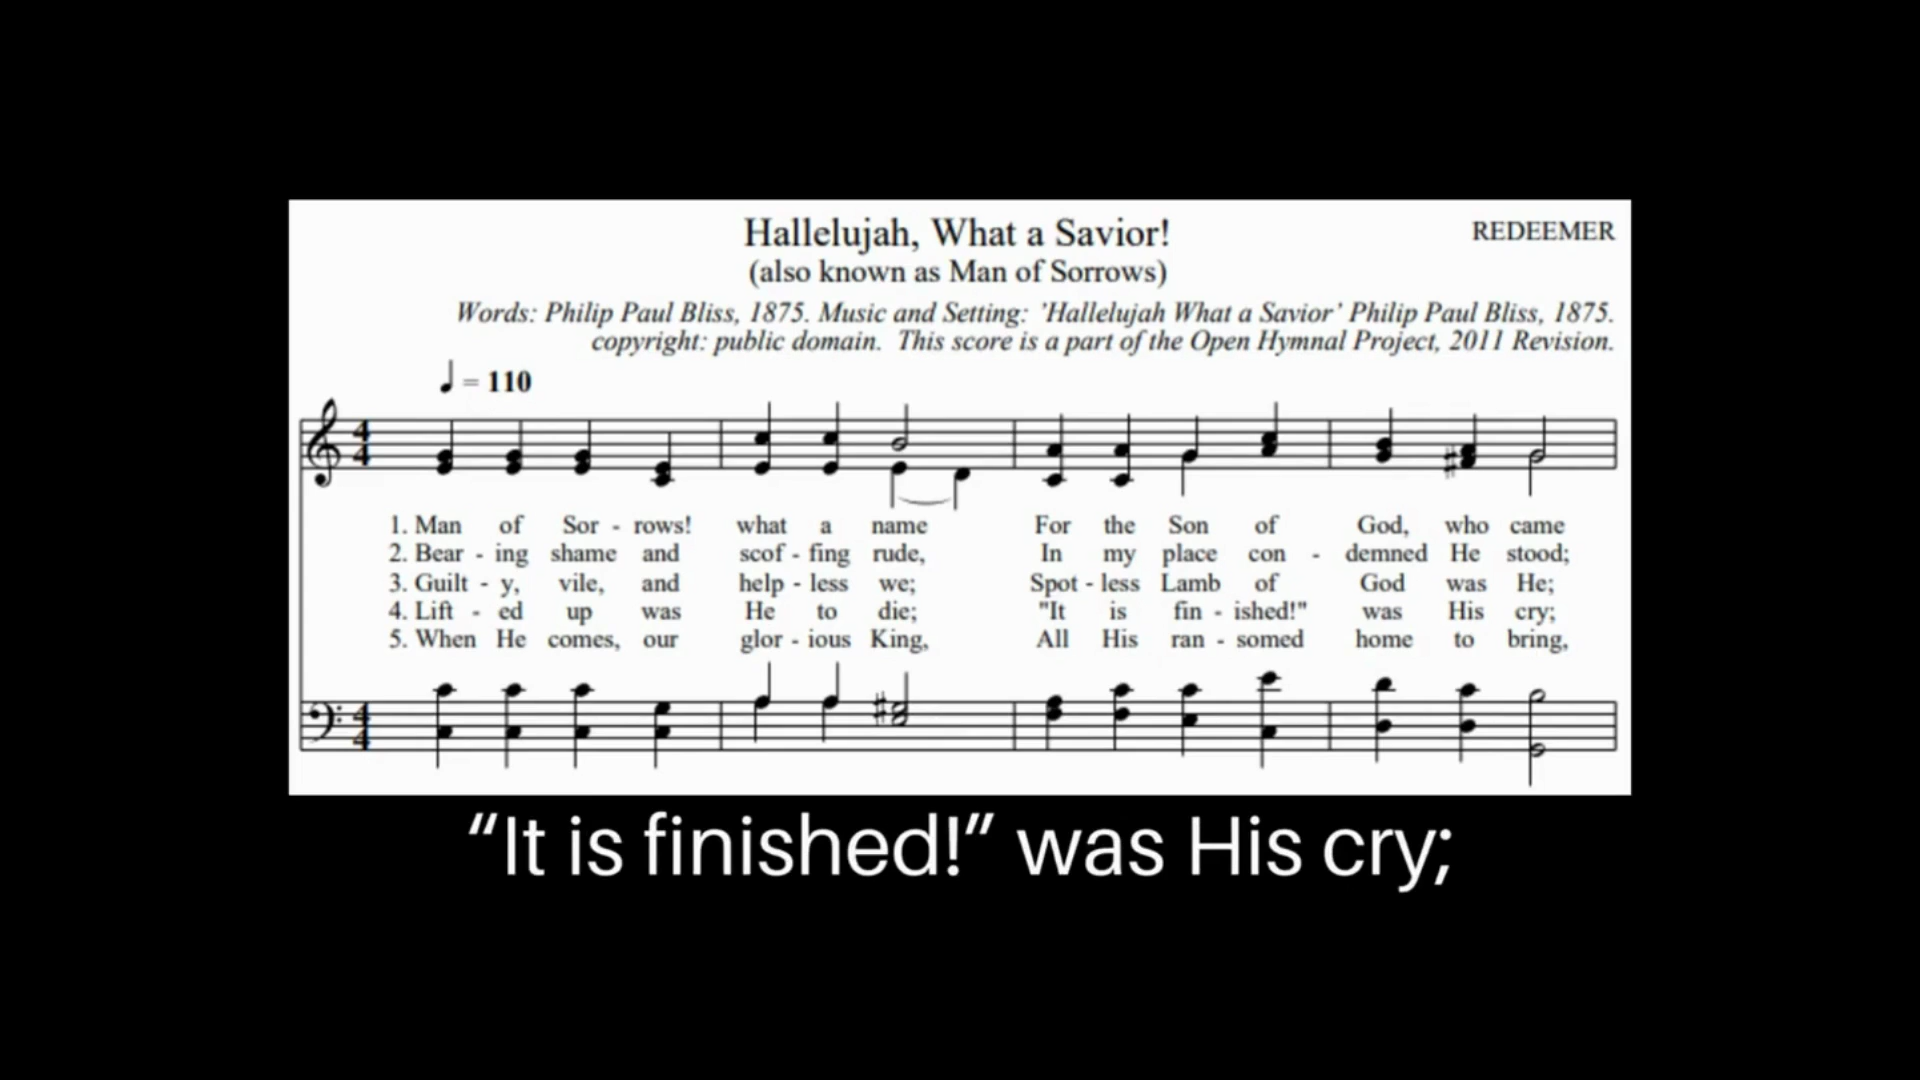 Hallelujah, What a Savior!
REDEEMER
(also known as Man of Sorrows)
Words: Philip Paul Bliss, 1875. Music and Setting: 'Hallelujah What a Savior' Philip Paul Bliss, 1875.
copyright: public domain. This score is a part of the Open Hymnal Project, 2011 Revision.
♩ = 110
4
4
1. Man of Sor - rows! what a name For the Son of God, who came
2. Bear - ing shame and scof - fing rude, In my place con - demned He stood;
3. Guilt - y, vile, and help - less we; Spot - less Lamb of God was He;
4. Lift - ed up was He to die; "It is fin - ished!" was His cry;
5. When He comes, our glor - ious King, All His ran - somed home to bring,
4
4
“It is finished!” was His cry;